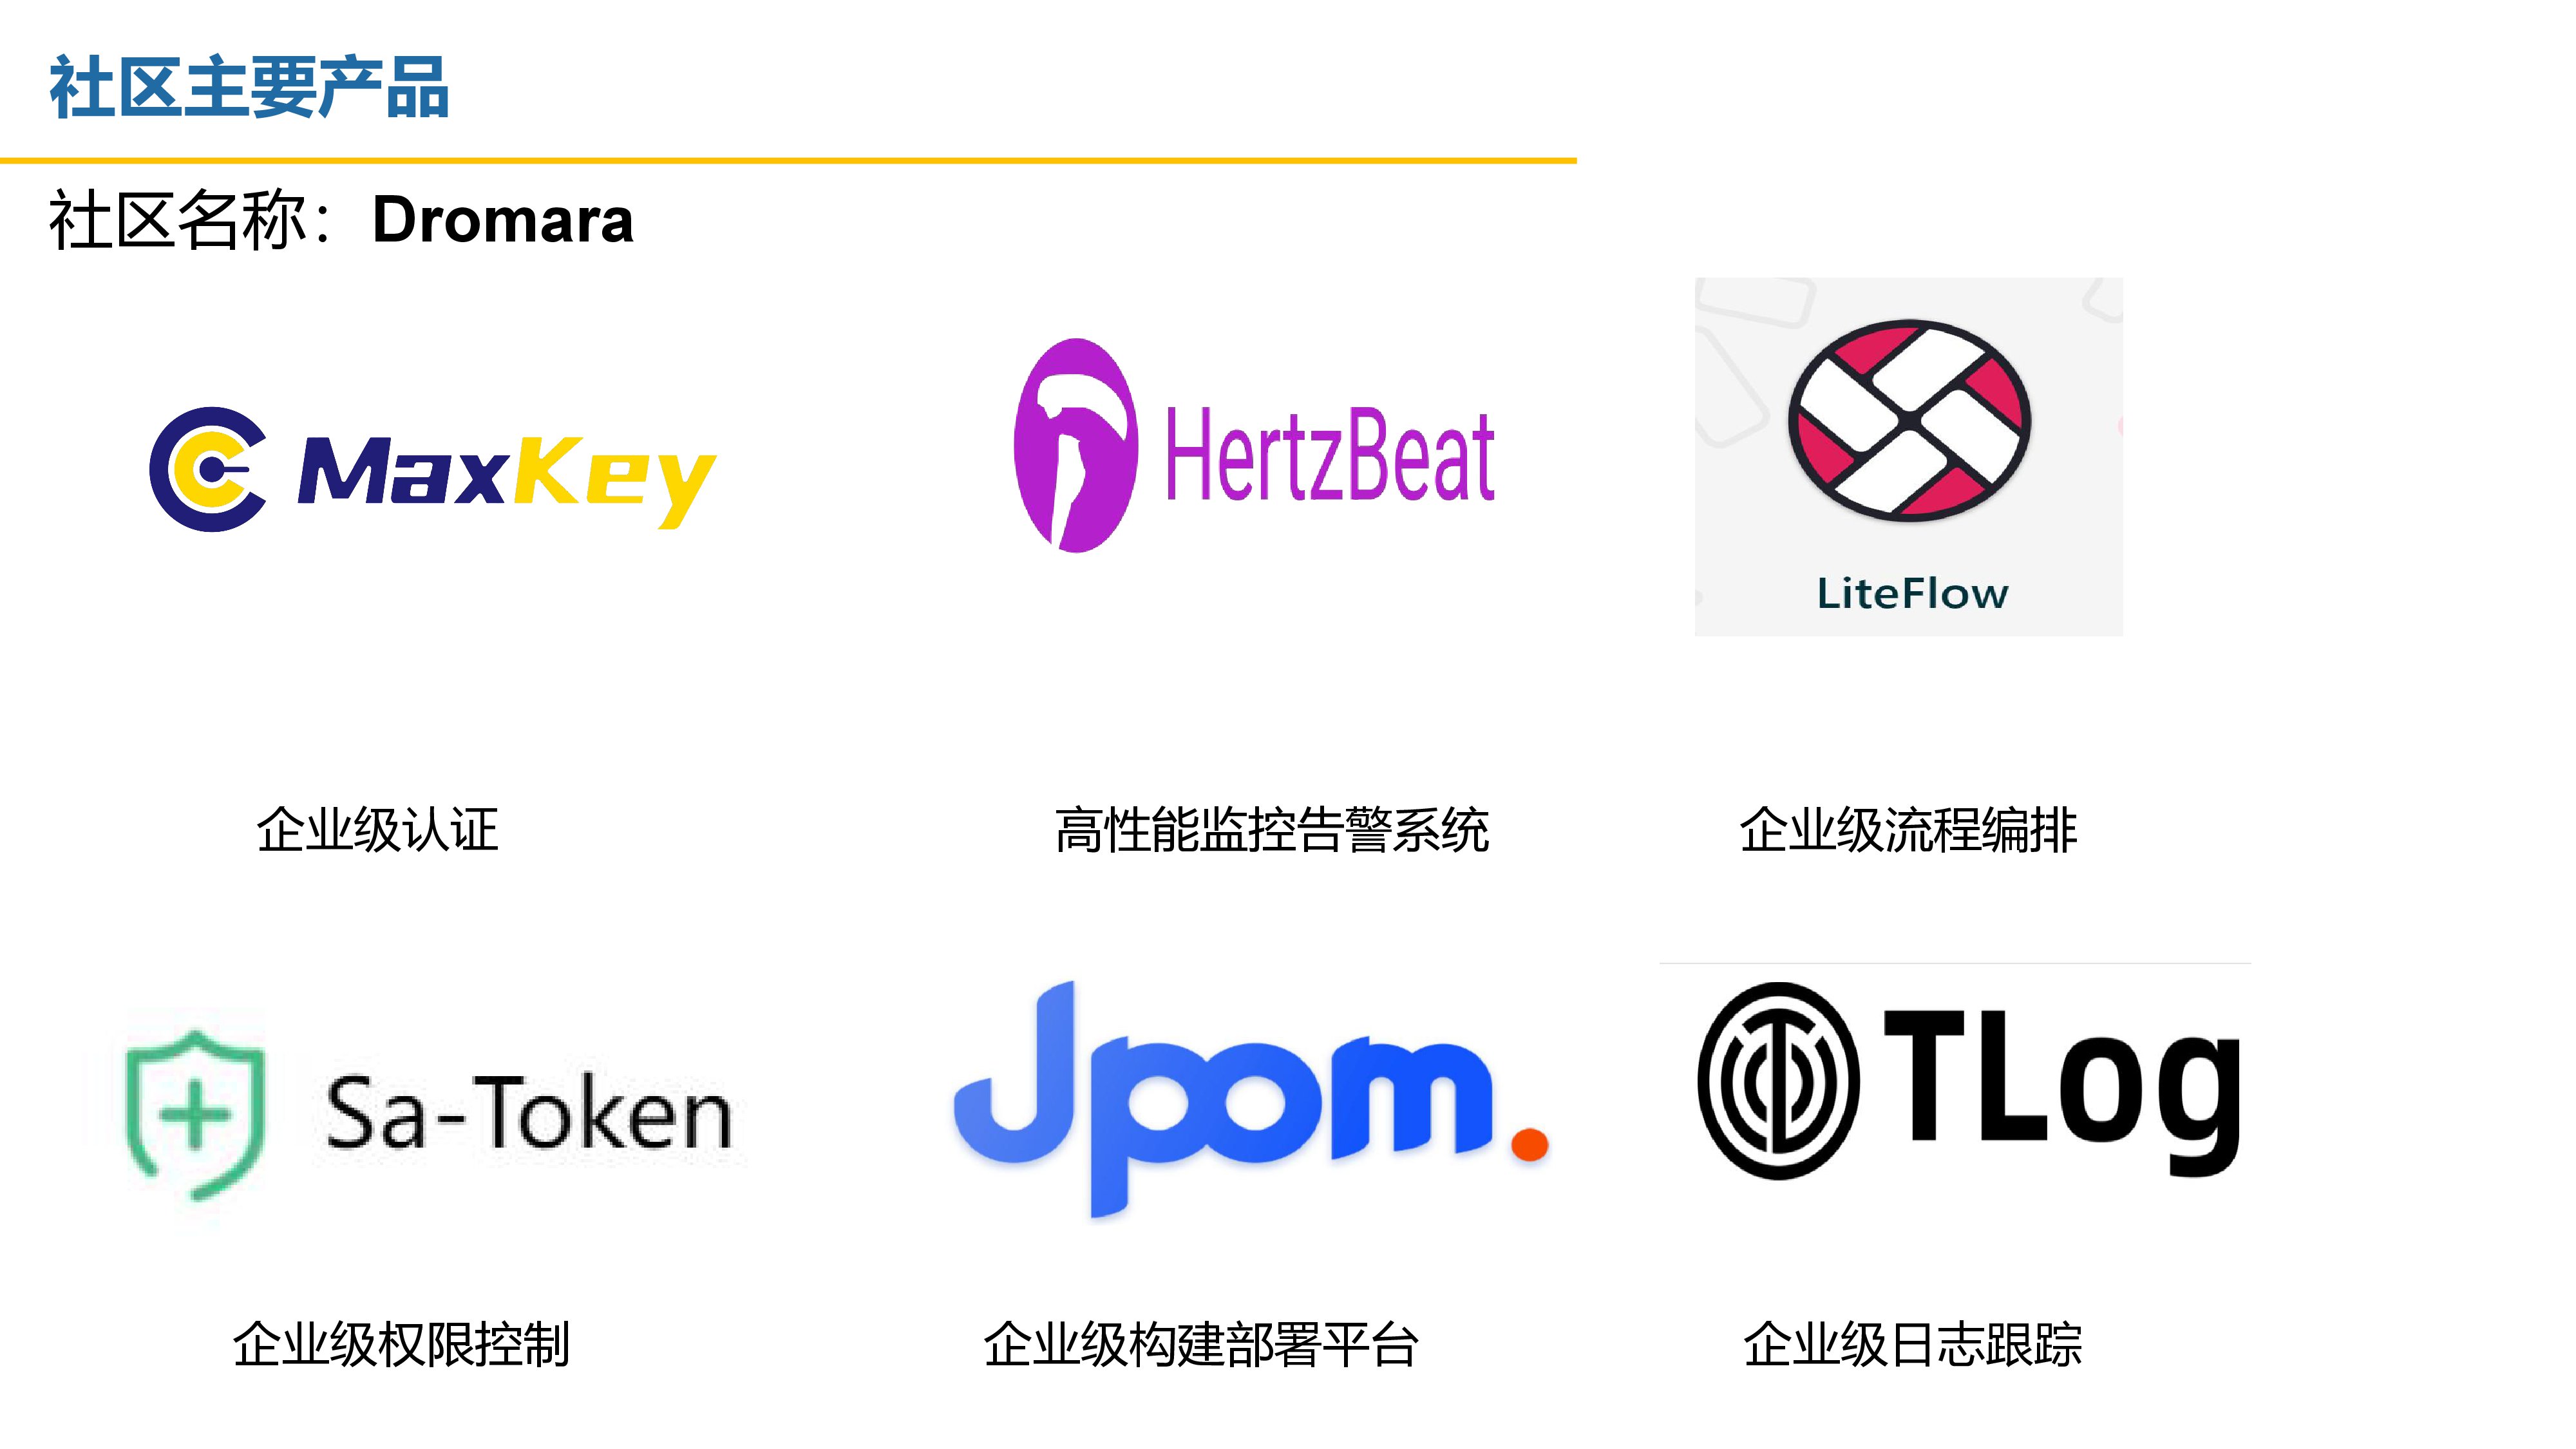 社区主要产品
社区名称：Dromara
MaxKey
HertzBeat
LiteFlow
企业级认证
高性能监控告警系统
企业级流程编排
Sa-Token
Jpom.
TLog
企业级权限控制
企业级构建部署平台
企业级日志跟踪